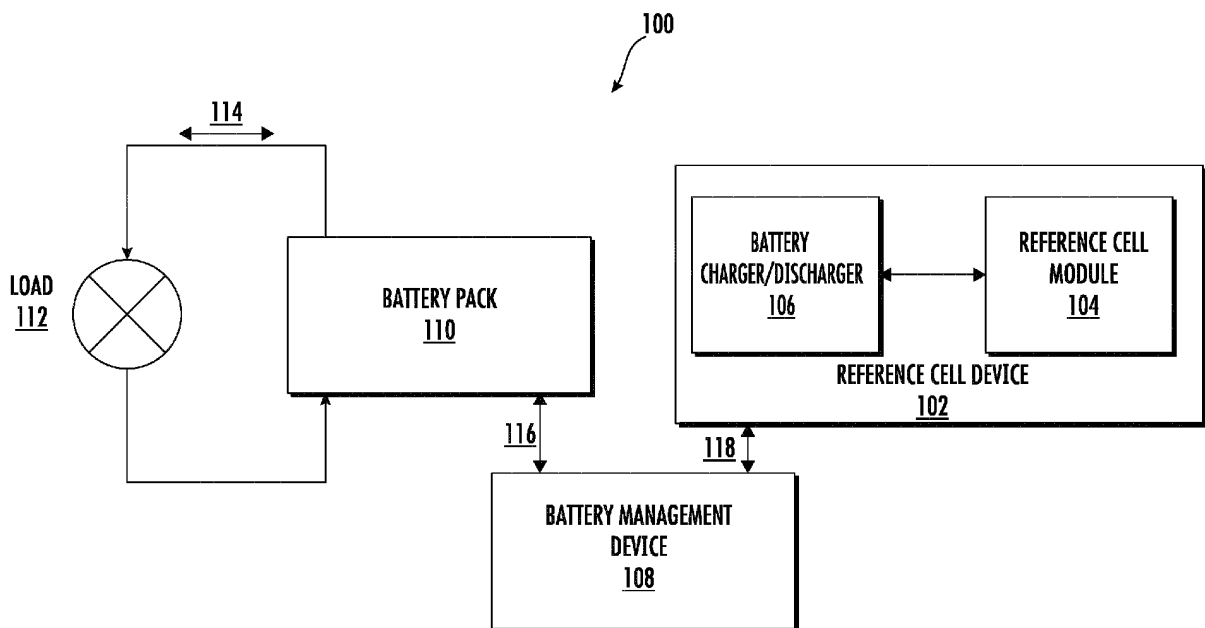 100
114
LOAD
112
BATTERY PACK
110
BATTERY
CHARGER/DISCHARGER
106
REFERENCE CELL
MODULE
104
REFERENCE CELL DEVICE
102
116
118
BATTERY MANAGEMENT
DEVICE
108